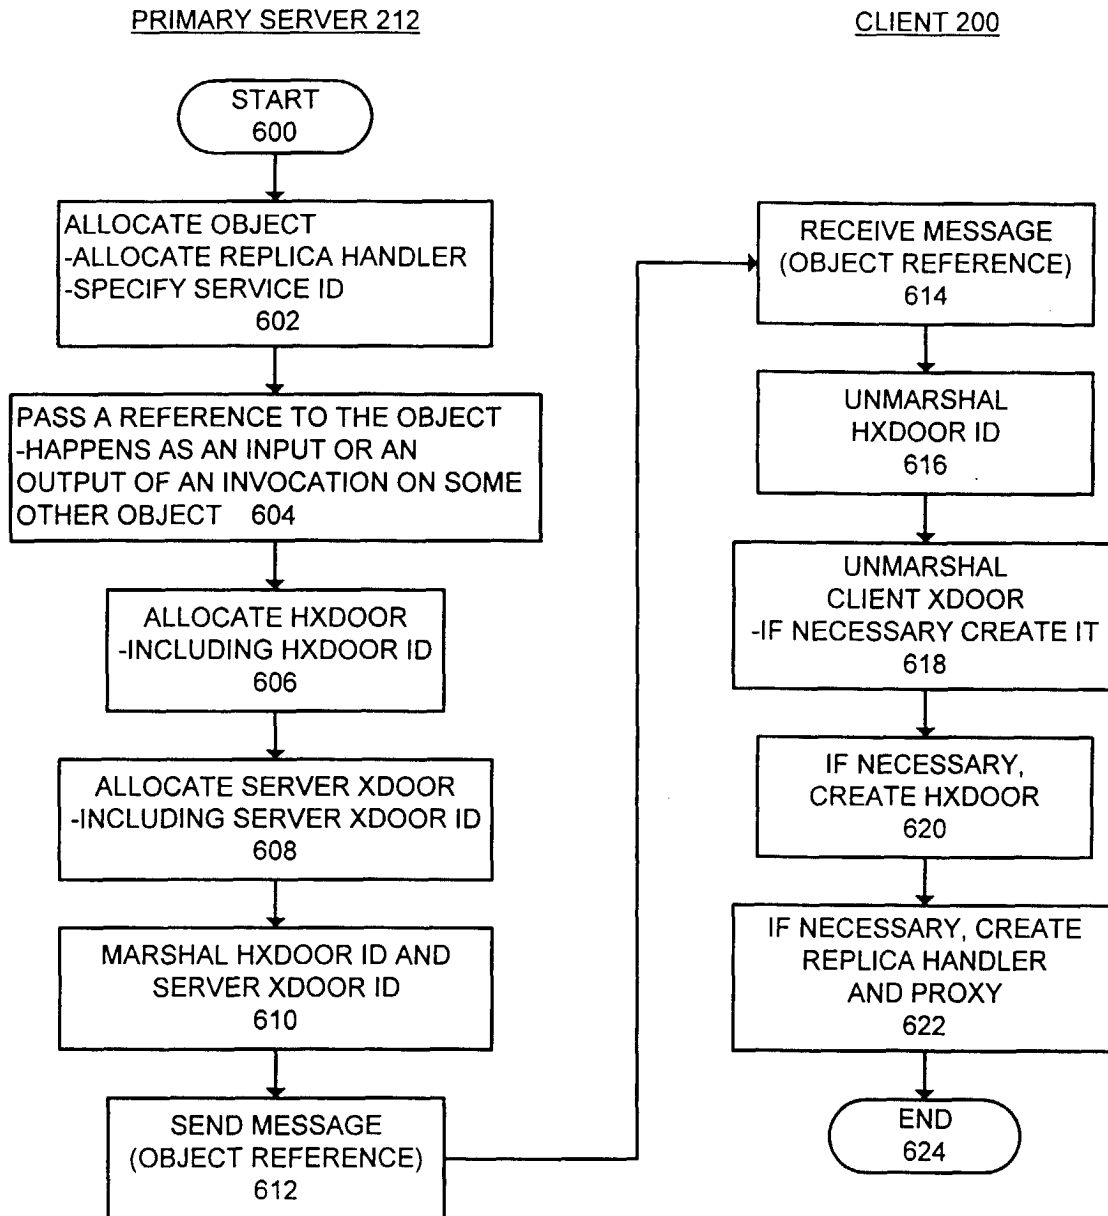 PRIMARY SERVER 212
START
600
ALLOCATE OBJECT
-ALLOCATE REPLICA HANDLER
-SPECIFY SERVICE ID
602
PASS A REFERENCE TO THE OBJECT
-HAPPENS AS AN INPUT OR AN
OUTPUT OF AN INVOCATION ON SOME
OTHER OBJECT 604
ALLOCATE HXDOOR
-INCLUDING HXDOOR ID
606
ALLOCATE SERVER XDOOR
-INCLUDING SERVER XDOOR ID
608
MARSHAL HXDOOR ID AND
SERVER XDOOR ID
610
SEND MESSAGE
(OBJECT REFERENCE)
612
CLIENT 200
RECEIVE MESSAGE
(OBJECT REFERENCE)
614
UNMARSHAL
HXDOOR ID
616
UNMARSHAL
CLIENT XDOOR
-IF NECESSARY CREATE IT
618
IF NECESSARY,
CREATE HXDOOR
620
IF NECESSARY, CREATE
REPLICA HANDLER
AND PROXY
622
END
624